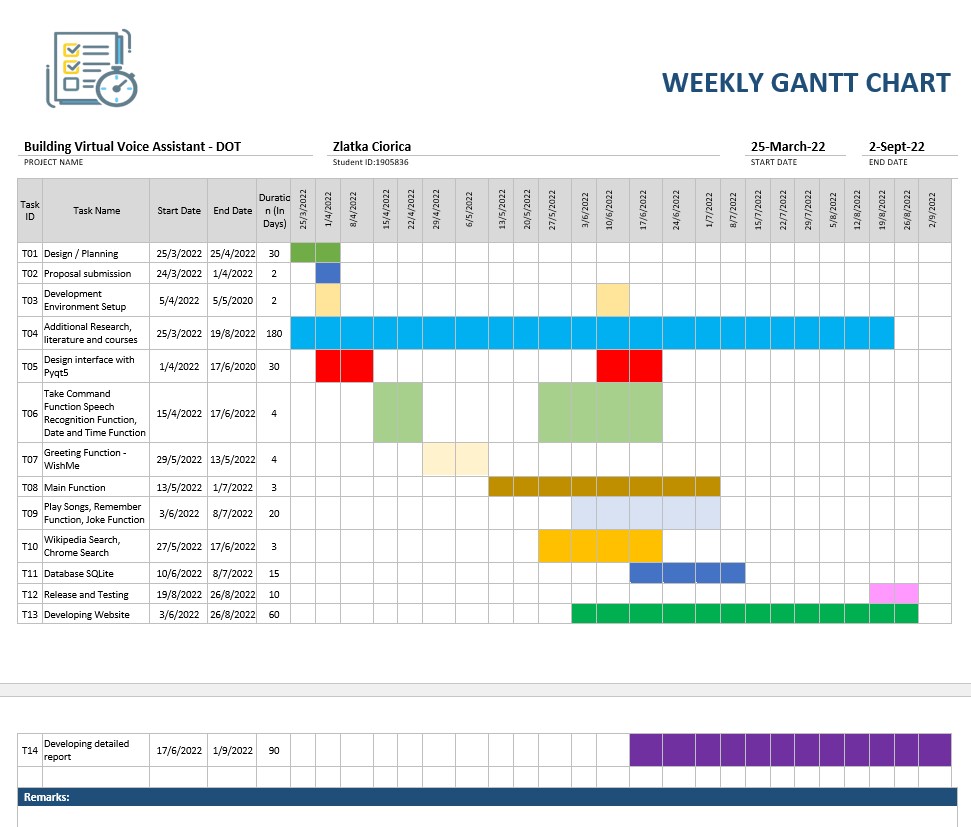 WEEKLY GANTT CHART
Building Virtual Voice Assistant - DOT
Zlatka Ciorica
25-March-22
2-Sept-22
PROJECT NAME
Student ID:1905836
START DATE
END DATE
Task ID
Task Name
Start Date
End Date
Duratio
n (In
Days)
25/3/2022
1/4/2022
8/4/2022
15/4/2022
22/4/2022
29/4/2022
6/5/2022
13/5/2022
20/5/2022
27/5/2022
3/6/2022
10/6/2022
17/6/2022
24/6/2022
1/7/2022
8/7/2022
15/7/2022
22/7/2022
29/7/2022
5/8/2022
12/8/2022
19/8/2022
26/8/2022
2/9/2022
T01 Design / Planning 25/3/2022 25/4/2022 30
T02 Proposal submission 24/3/2022 1/4/2022 2
T03 Development
Environment Setup 5/4/2022 5/5/2020 2
T04 Additional Research,
literature and courses 25/3/2022 19/8/2022 180
T05 Design interface with
Pyqt5 1/4/2022 17/6/2020 30
T06 Take Command
Function Speech
Recognition Function,
Date and Time Function 15/4/2022 17/6/2022 4
T07 Greeting Function -
WishMe 29/5/2022 13/5/2022 4
T08 Main Function 13/5/2022 1/7/2022 3
T09 Play Songs, Remember
Function, Joke Function 3/6/2022 8/7/2022 20
T10 Wikipedia Search,
Chrome Search 27/5/2022 17/6/2022 3
T11 Database SQLite 10/6/2022 8/7/2022 15
T12 Release and Testing 19/8/2022 26/8/2022 10
T13 Developing Website 3/6/2022 26/8/2022 60
T14 Developing detailed
report 17/6/2022 1/9/2022 90
Remarks: